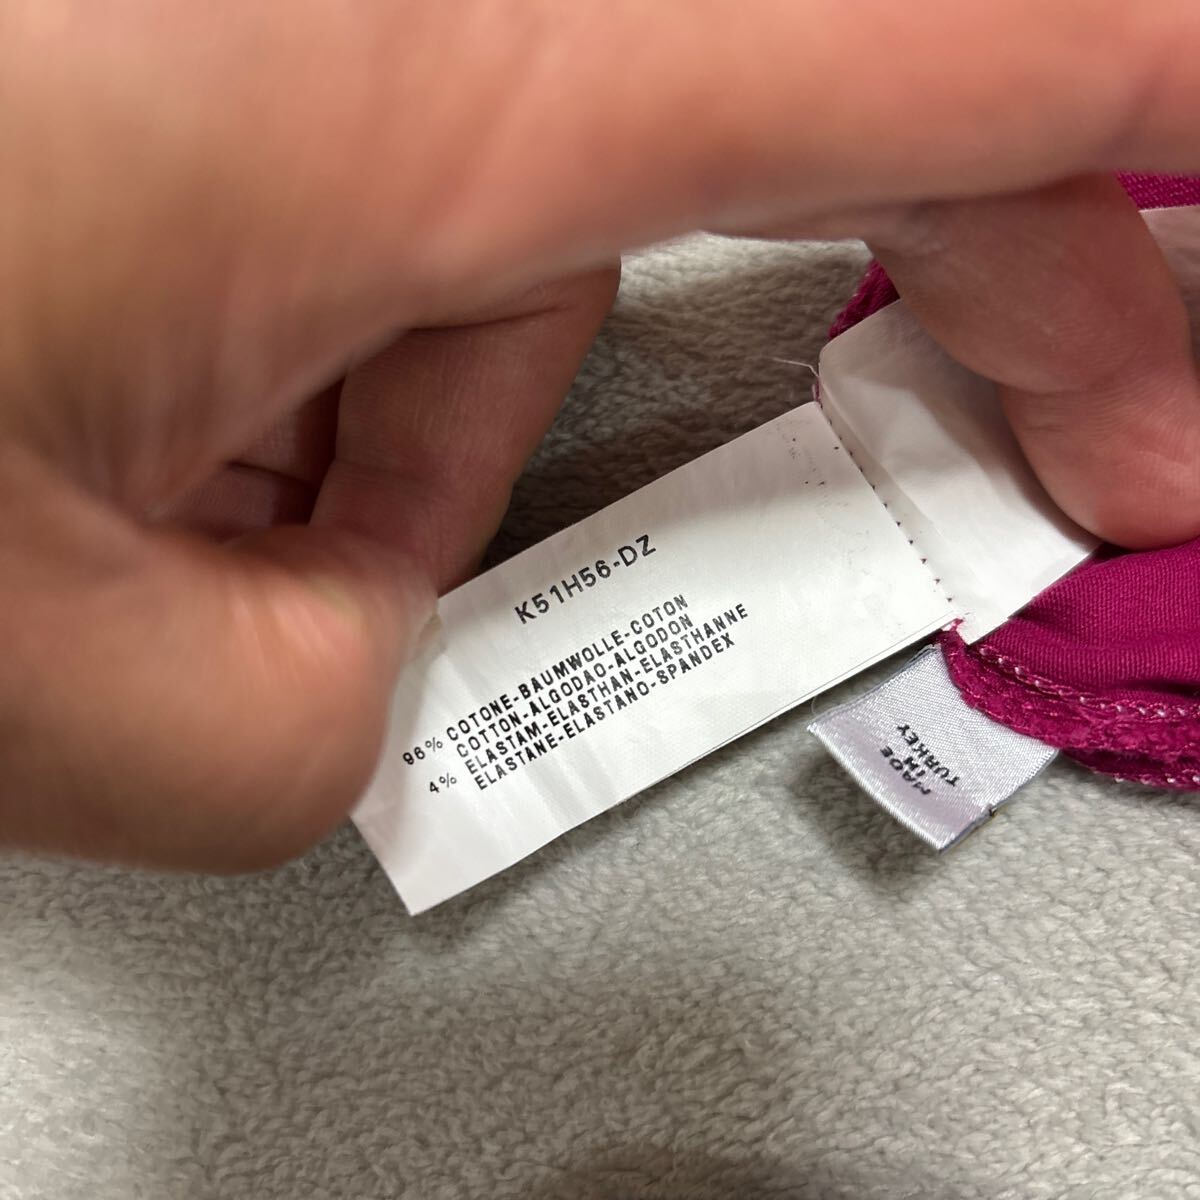 K51H56-DZ
96% COTONE-BAUMWOLLE-COTON
COTTON-ALGODAO-ALGODON
4% ELASTAM-ELASTHAN-ELASTHANNE
ELASTANE-ELASTANO-SPANDEX
MADE
IN
TURKEY